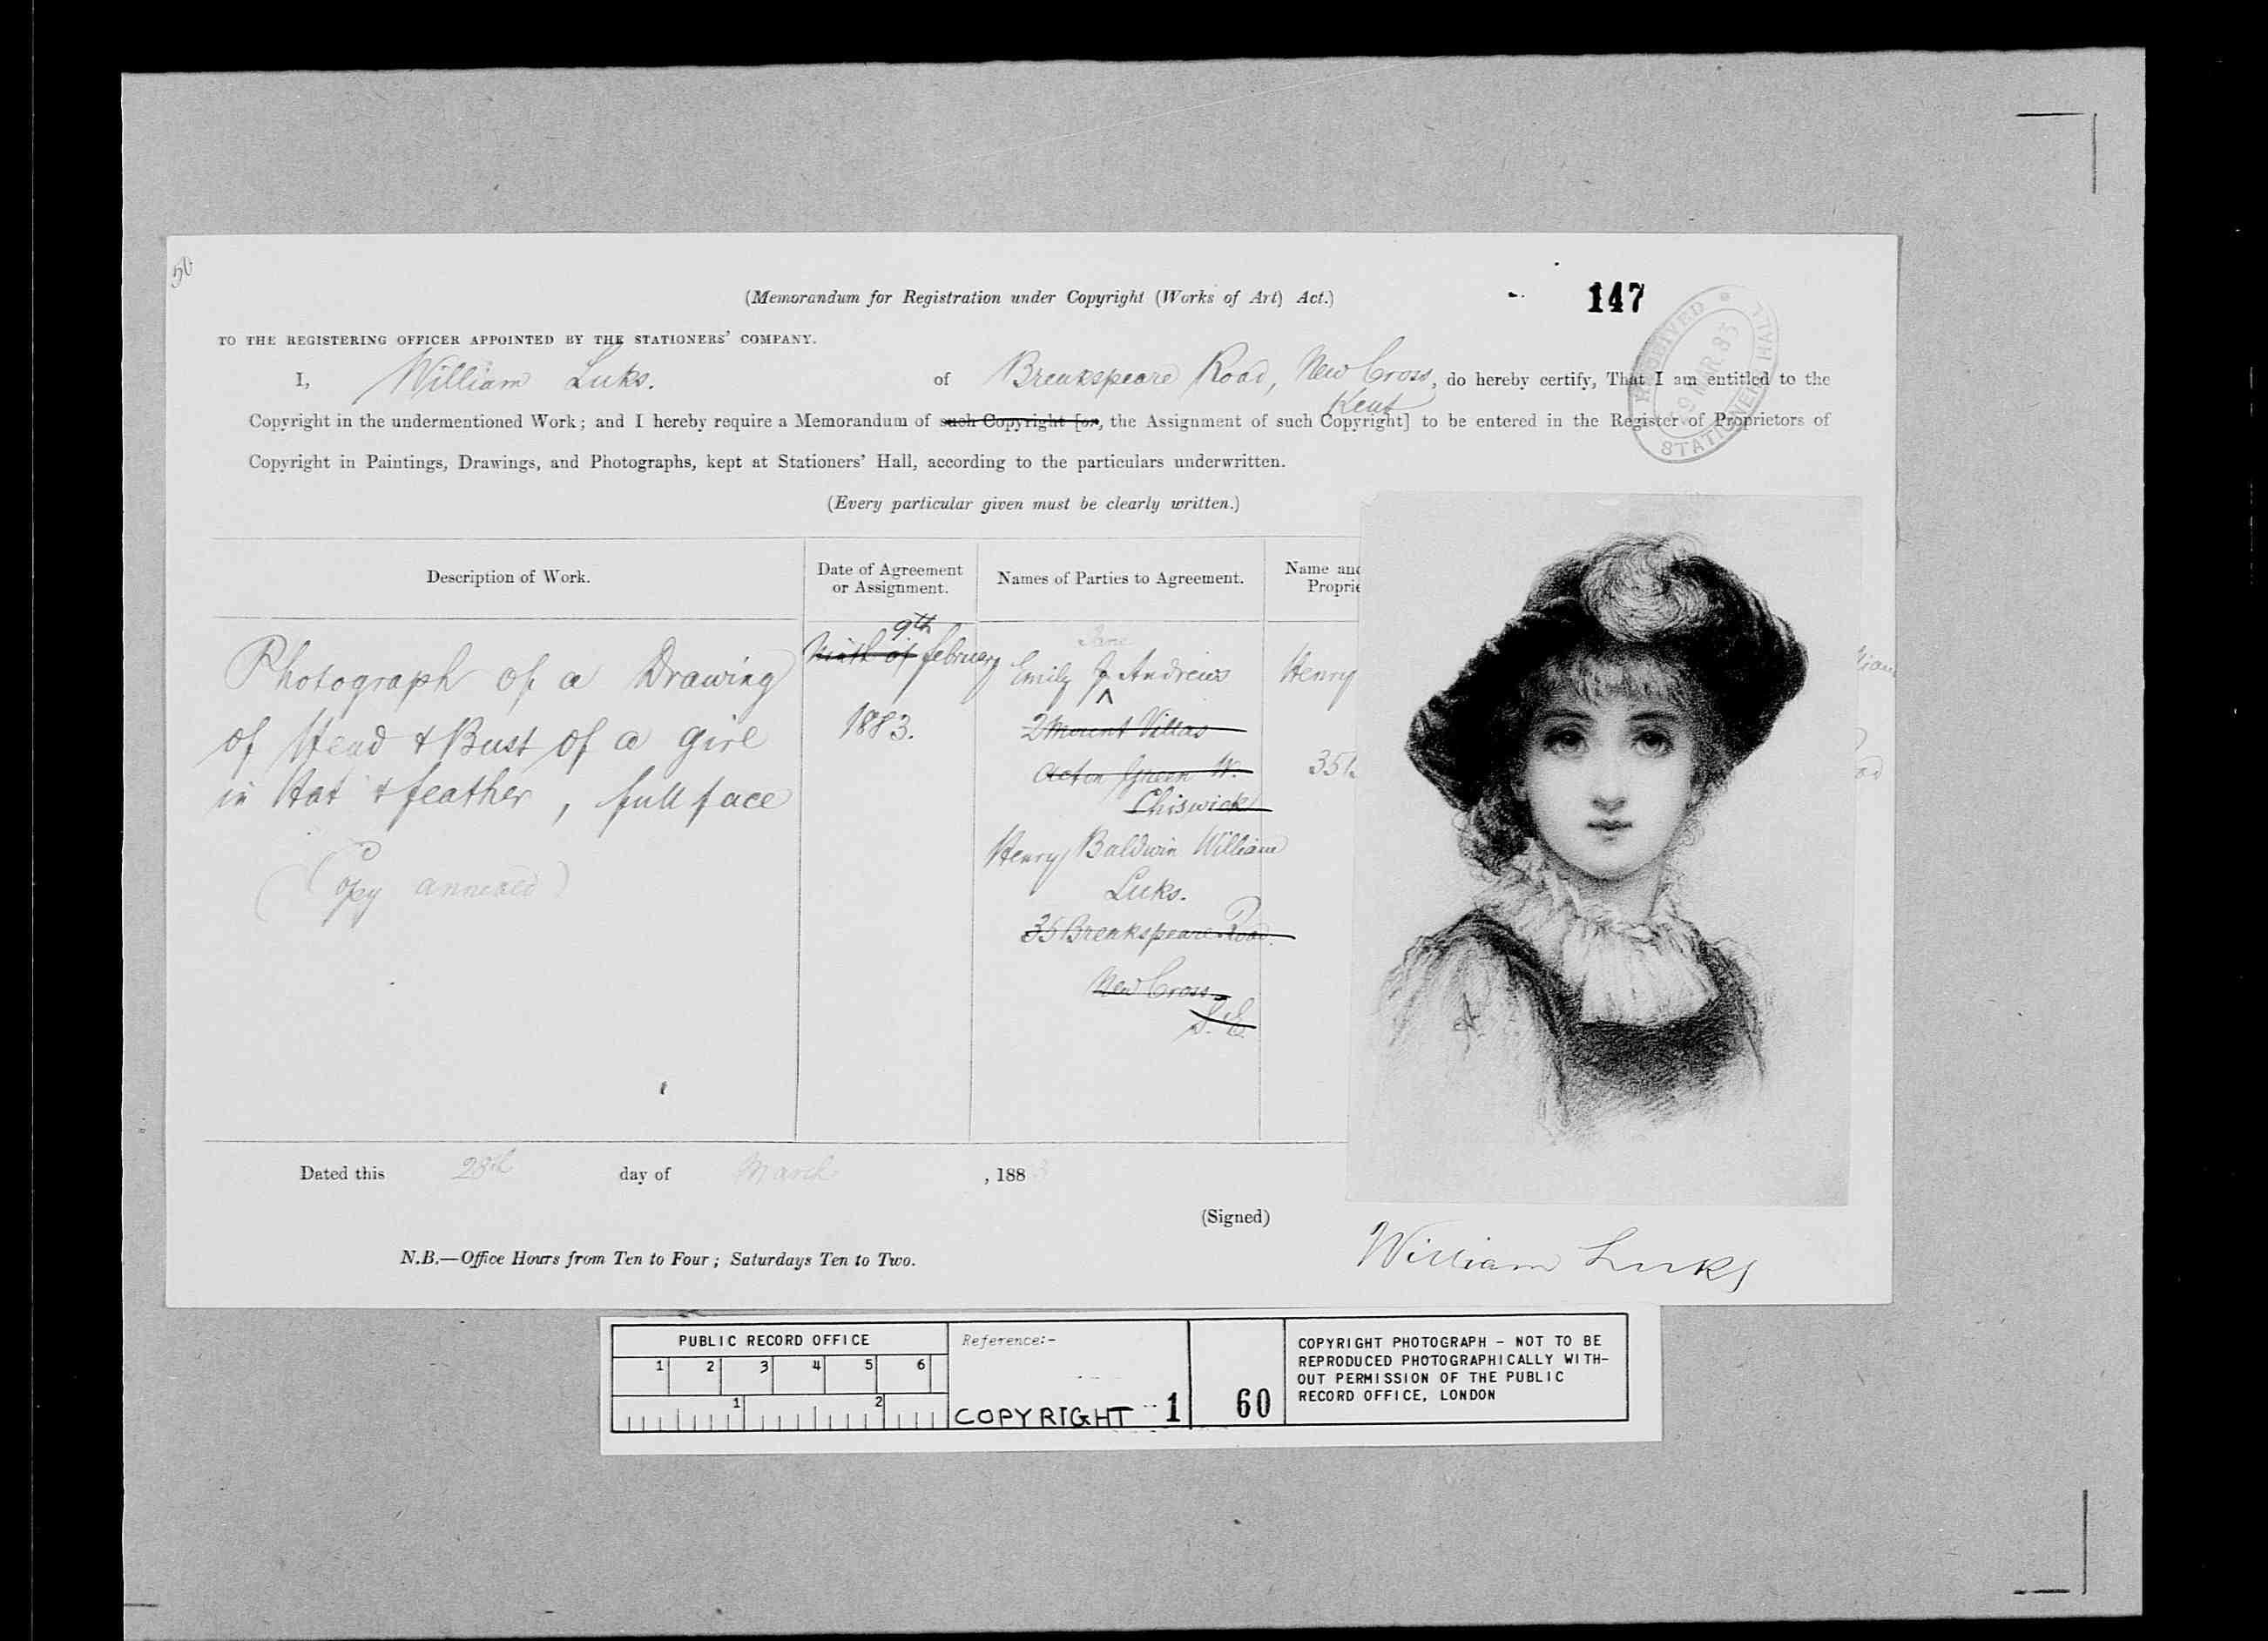 50
(Memorandum for Registration under Copyright (Works of Art) Act.)
147
RECEIVED
29 MAR. 83
STATIONERS' HALL
TO THE REGISTERING OFFICER APPOINTED BY THE STATIONERS' COMPANY.
I, William Luks. of Breakspeare Road, New Cross, do hereby certify, That I am entitled to the
Kent
Copyright in the undermentioned Work; and I hereby require a Memorandum of such Copyright [or, the Assignment of such Copyright] to be entered in the Register of Proprietors of
Copyright in Paintings, Drawings, and Photographs, kept at Stationers' Hall, according to the particulars underwritten.
(Every particular given must be clearly written.)
Description of Work.
Photograph of a Drawing
of Head & Bust of a girl
in Hat & feather, full face
(Copy annexed)
Date of Agreement
or Assignment.
9th
Ninth of february
1883.
Names of Parties to Agreement.
Jane
Emily J Andrews
2 Mount Villas
Acton Green W.
Chiswick
Henry Baldwin William
Luks.
35 Breakspeare Road.
New Cross
S.E.
Name and
Proprie
Henry
35
Dated this 28th day of March, 1883
(Signed)
William Luks
N.B.—Office Hours from Ten to Four; Saturdays Ten to Two.
PUBLIC RECORD OFFICE
1 2 3 4 5 6
1 2
Reference:-
COPYRIGHT 1
60
COPYRIGHT PHOTOGRAPH - NOT TO BE
REPRODUCED PHOTOGRAPHICALLY WITH-
OUT PERMISSION OF THE PUBLIC
RECORD OFFICE, LONDON